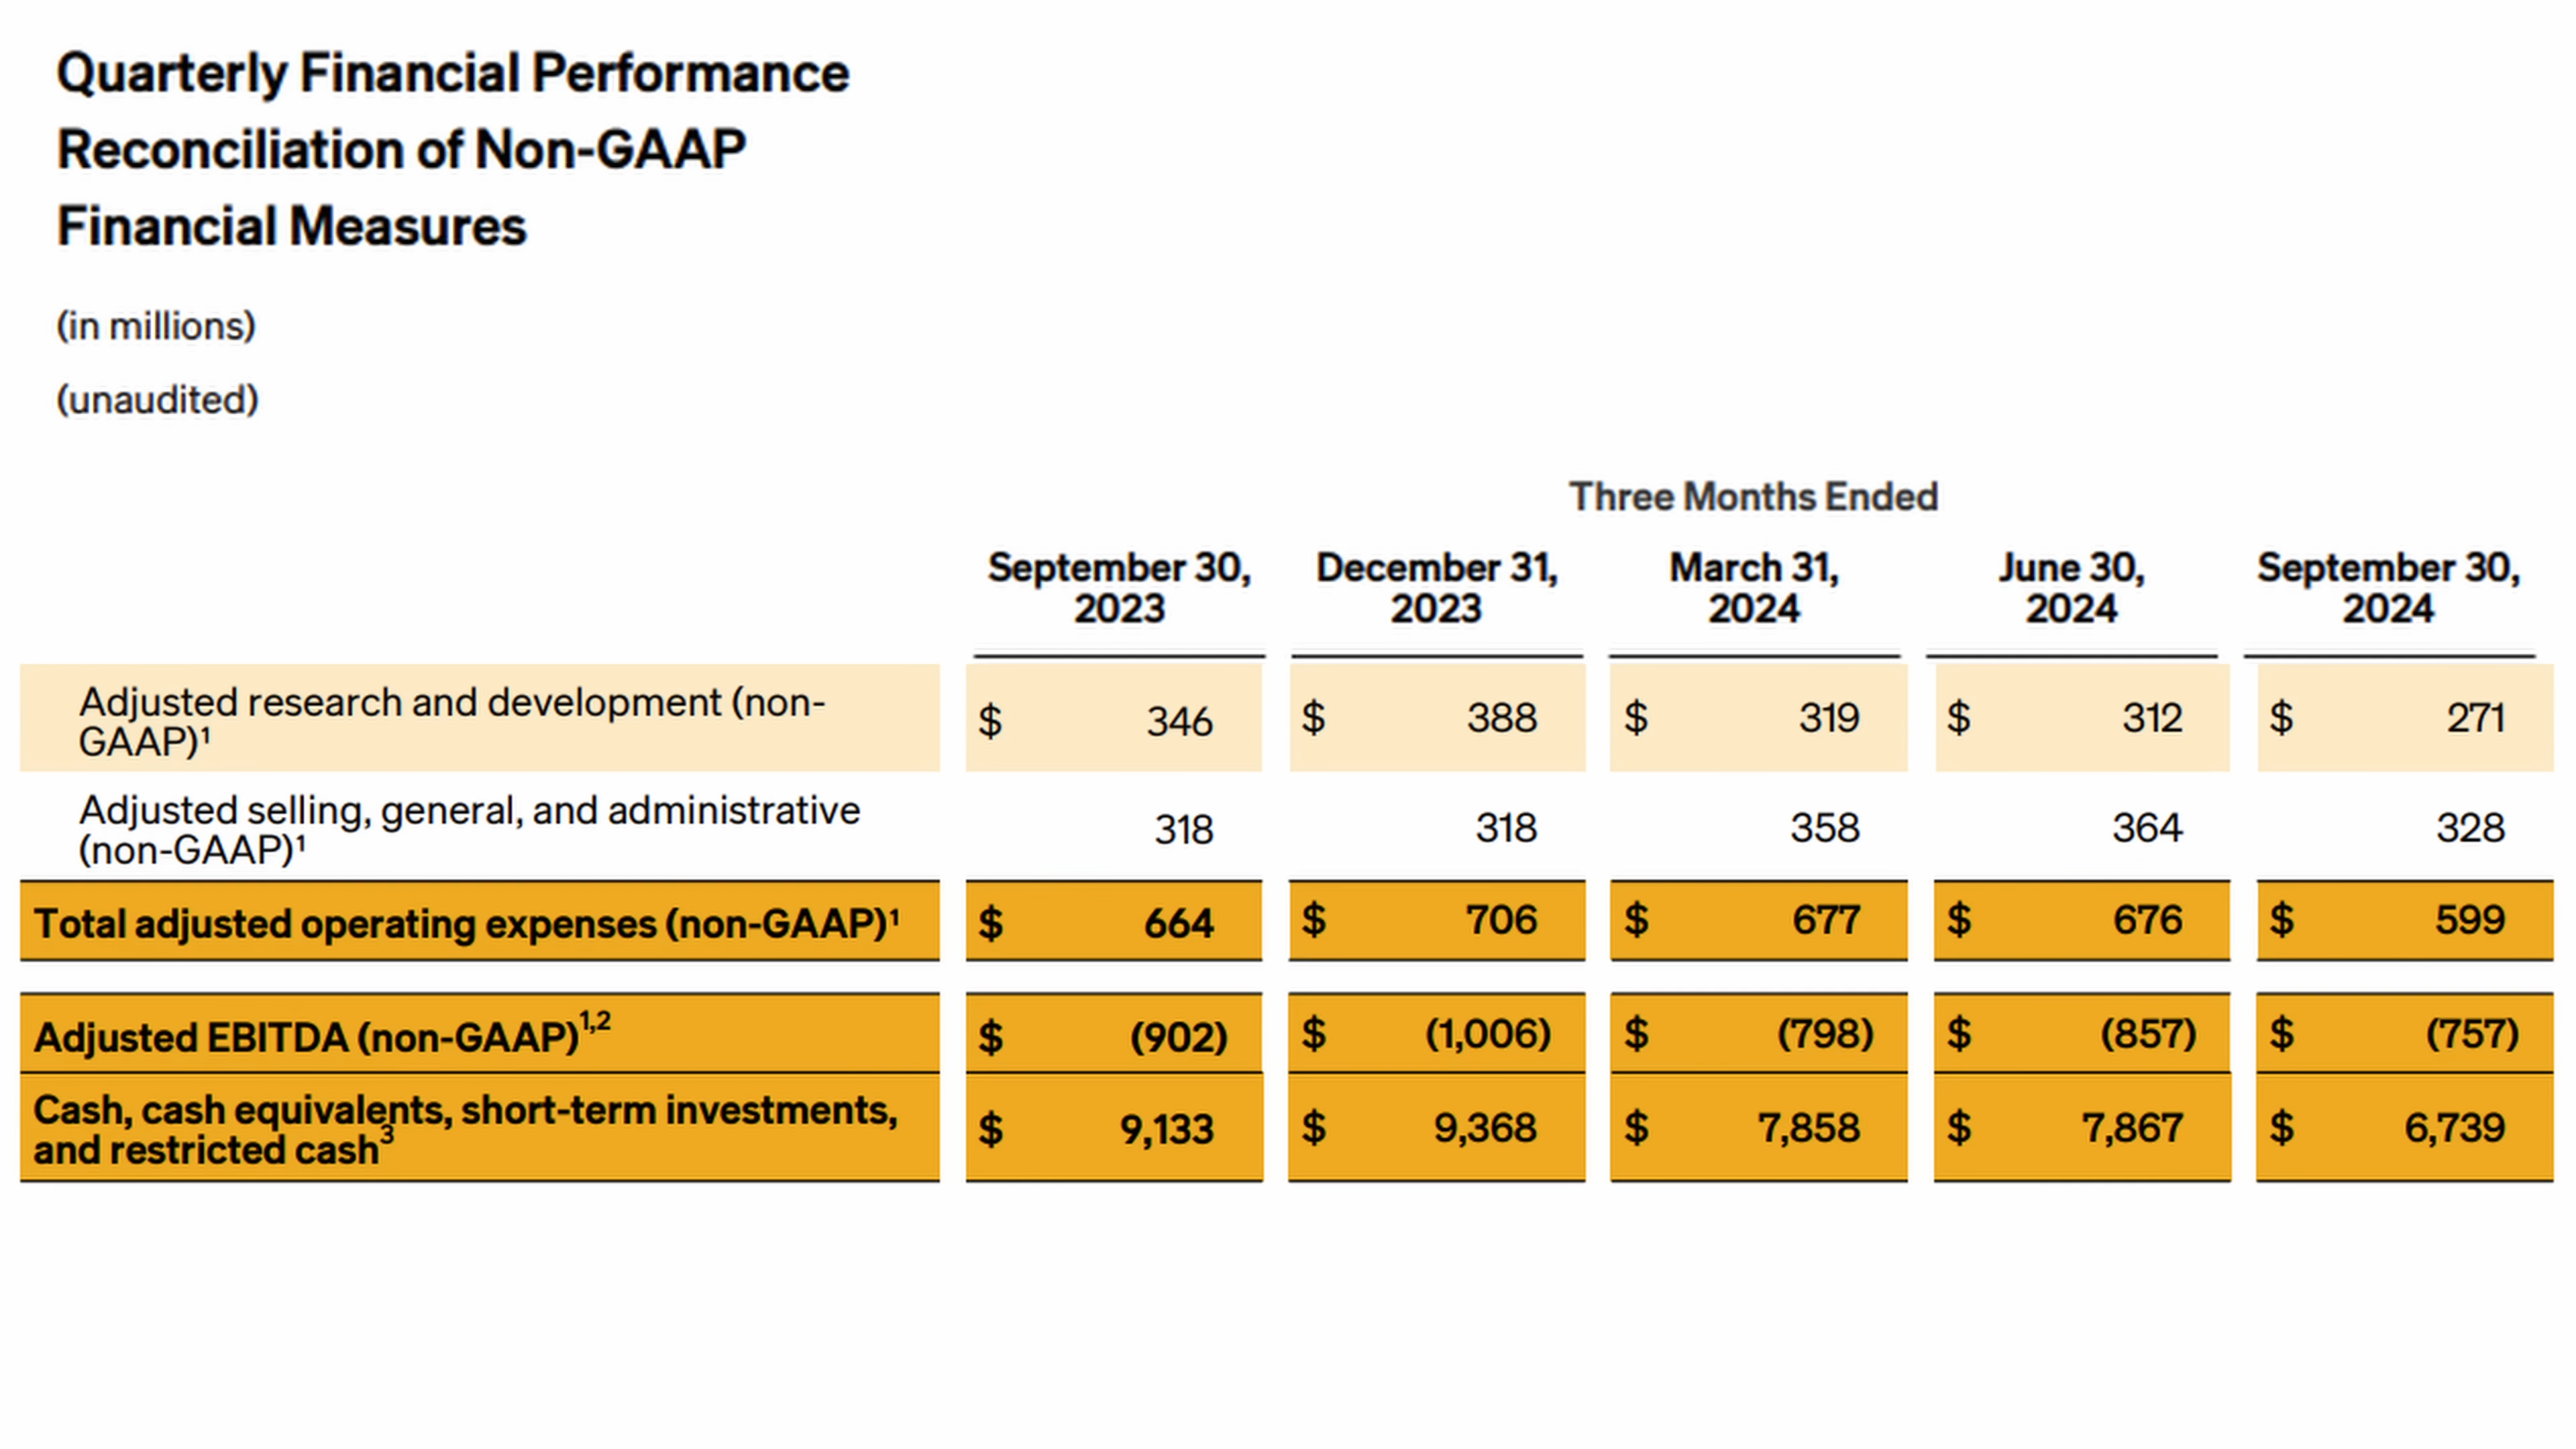 Quarterly Financial Performance
Reconciliation of Non-GAAP
Financial Measures
(in millions)
(unaudited)
Three Months Ended
September 30, 2023 December 31, 2023 March 31, 2024 June 30, 2024 September 30, 2024
Adjusted research and development (non-
GAAP)¹ $ 346 $ 388 $ 319 $ 312 $ 271
Adjusted selling, general, and administrative
(non-GAAP)¹ 318 318 358 364 328
Total adjusted operating expenses (non-GAAP)¹ $ 664 $ 706 $ 677 $ 676 $ 599
Adjusted EBITDA (non-GAAP)1,2 $ (902) $ (1,006) $ (798) $ (857) $ (757)
Cash, cash equivalents, short-term investments,
and restricted cash³ $ 9,133 $ 9,368 $ 7,858 $ 7,867 $ 6,739